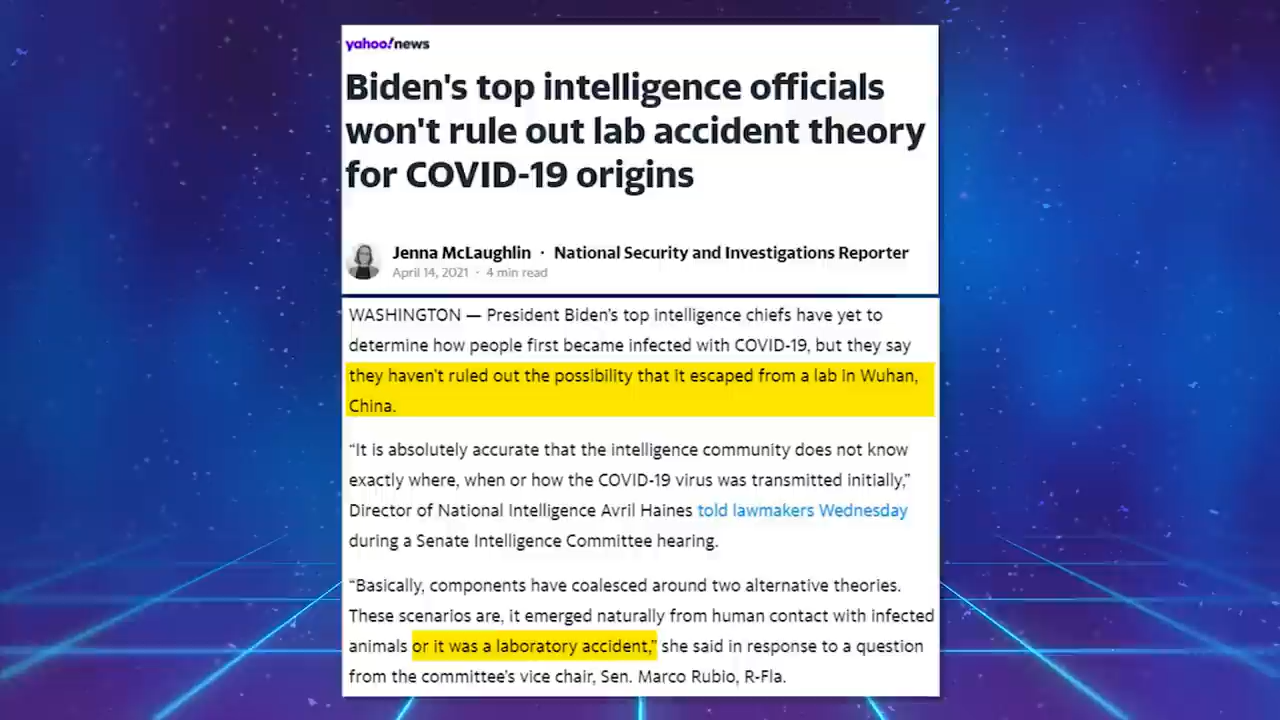 yahoo!news
Biden's top intelligence officials
won't rule out lab accident theory
for COVID-19 origins
Jenna McLaughlin · National Security and Investigations Reporter
April 14, 2021 · 4 min read
WASHINGTON — President Biden's top intelligence chiefs have yet to
determine how people first became infected with COVID-19, but they say
they haven't ruled out the possibility that it escaped from a lab in Wuhan,
China.
“It is absolutely accurate that the intelligence community does not know
exactly where, when or how the COVID-19 virus was transmitted initially,”
Director of National Intelligence Avril Haines told lawmakers Wednesday
during a Senate Intelligence Committee hearing.
“Basically, components have coalesced around two alternative theories.
These scenarios are, it emerged naturally from human contact with infected
animals or it was a laboratory accident,” she said in response to a question
from the committee's vice chair, Sen. Marco Rubio, R-Fla.